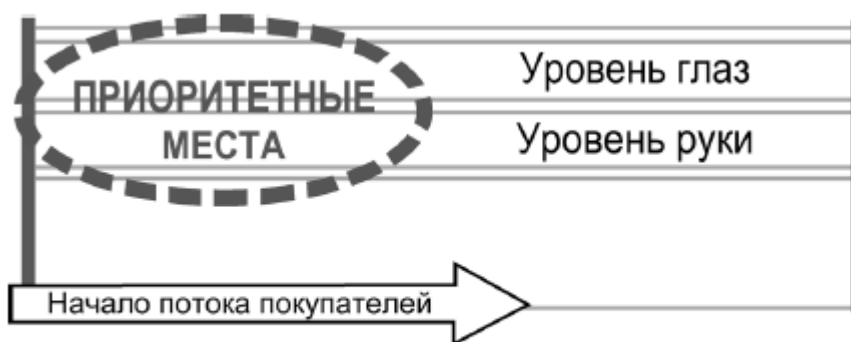 Уровень глаз
ПРИОРИТЕТНЫЕ
МЕСТА
Уровень руки
Начало потока покупателей